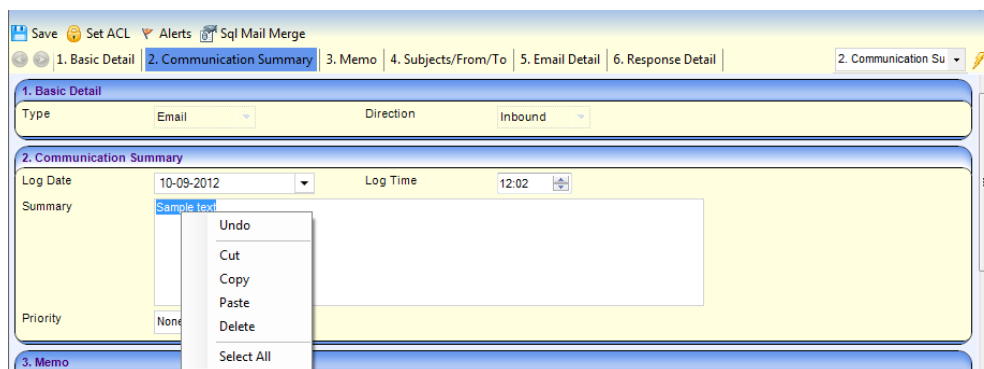 Save Set ACL Alerts Sql Mail Merge
1. Basic Detail 2. Communication Summary 3. Memo 4. Subjects/From/To 5. Email Detail 6. Response Detail 2. Communication Su
1. Basic Detail
Type Email Direction Inbound
2. Communication Summary
Log Date 10-09-2012 Log Time 12:02
Summary Sample text
Undo
Cut
Copy
Paste
Priority None Delete
Select All
3. Memo